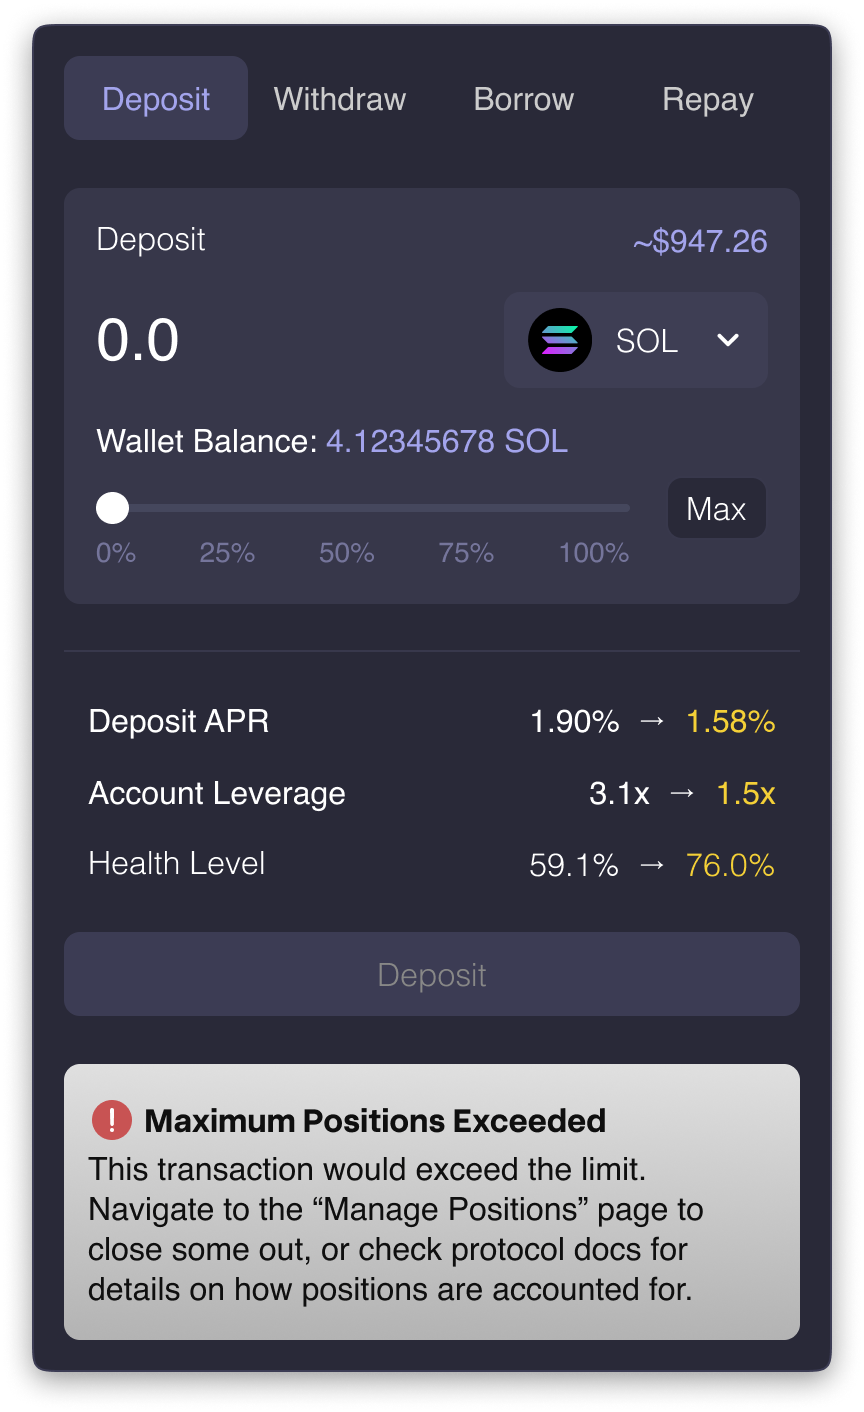 Deposit Withdraw Borrow Repay
Deposit ~$947.26
0.0 SOL
Wallet Balance: 4.12345678 SOL
Max
0% 25% 50% 75% 100%
Deposit APR 1.90% → 1.58%
Account Leverage 3.1x → 1.5x
Health Level 59.1% → 76.0%
Deposit
! Maximum Positions Exceeded
This transaction would exceed the limit.
Navigate to the “Manage Positions” page to
close some out, or check protocol docs for
details on how positions are accounted for.